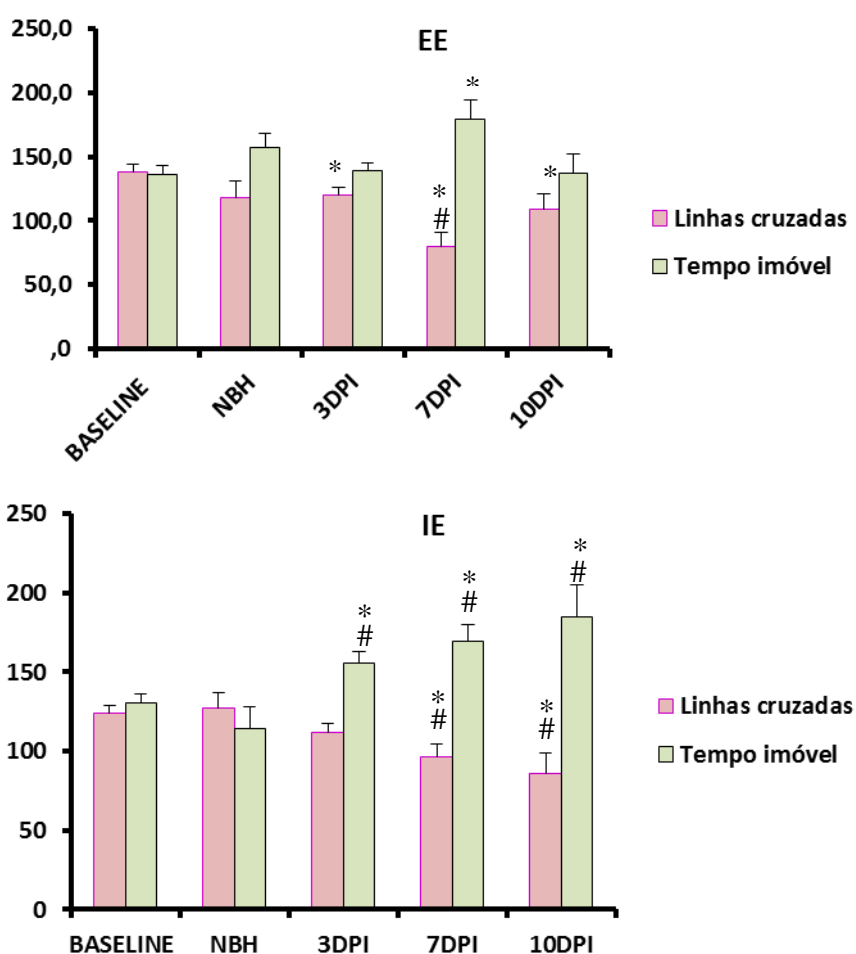 EE
250,0
200,0
150,0
100,0
50,0
,0
*
*
#
*
*
BASELINE
NBH
3DPI
7DPI
10DPI
Linhas cruzadas
Tempo imóvel
IE
250
200
150
100
50
0
*
#
*
#
*
#
*
#
*
#
BASELINE
NBH
3DPI
7DPI
10DPI
Linhas cruzadas
Tempo imóvel